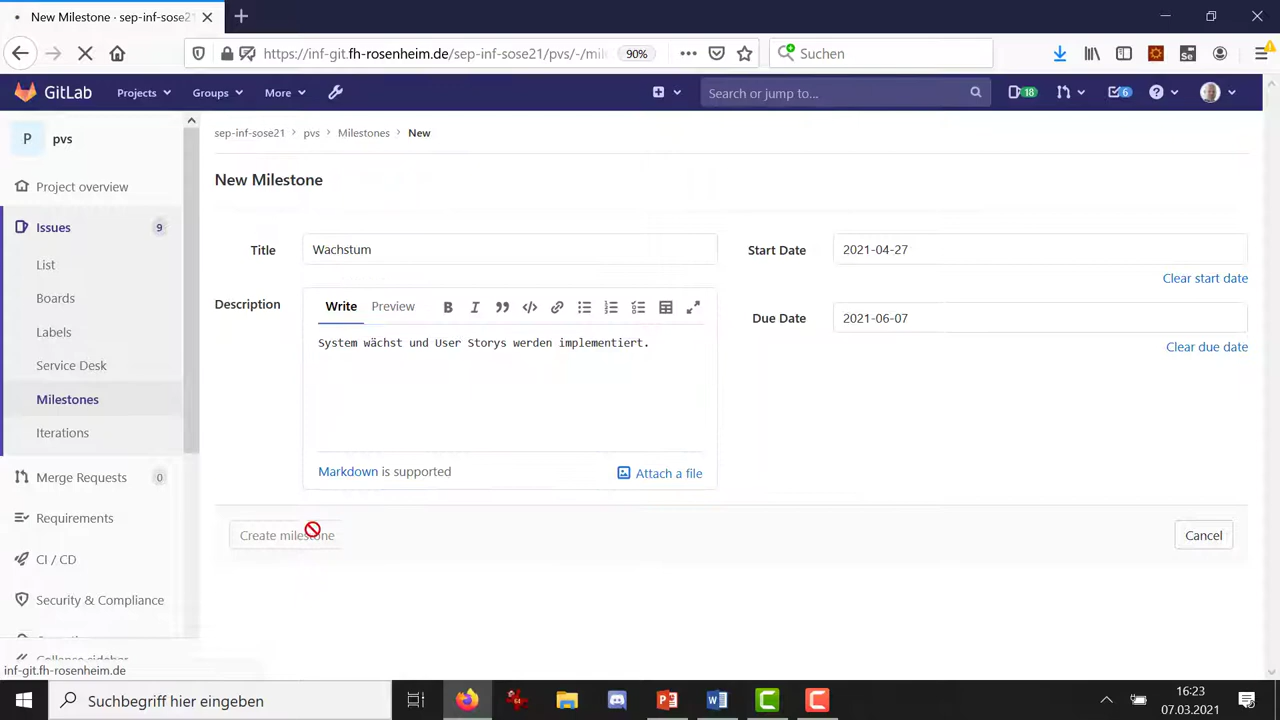 New Milestone · sep-inf-sose21
https://inf-git.fh-rosenheim.de/sep-inf-sose21/pvs/-/mil
90%
Suchen
GitLab
Projects
Groups
More
Search or jump to...
18
6
P
pvs
sep-inf-sose21 > pvs > Milestones > New
New Milestone
Project overview
Issues
9
List
Boards
Labels
Service Desk
Milestones
Iterations
Merge Requests
0
Requirements
CI / CD
Security & Compliance
Collapse sidebar
Title
Wachstum
Start Date
2021-04-27
Clear start date
Description
Write
Preview
Due Date
2021-06-07
Clear due date
System wächst und User Storys werden implementiert.
Markdown is supported
Attach a file
Create milestone
Cancel
inf-git.fh-rosenheim.de
Suchbegriff hier eingeben
16:23
07.03.2021